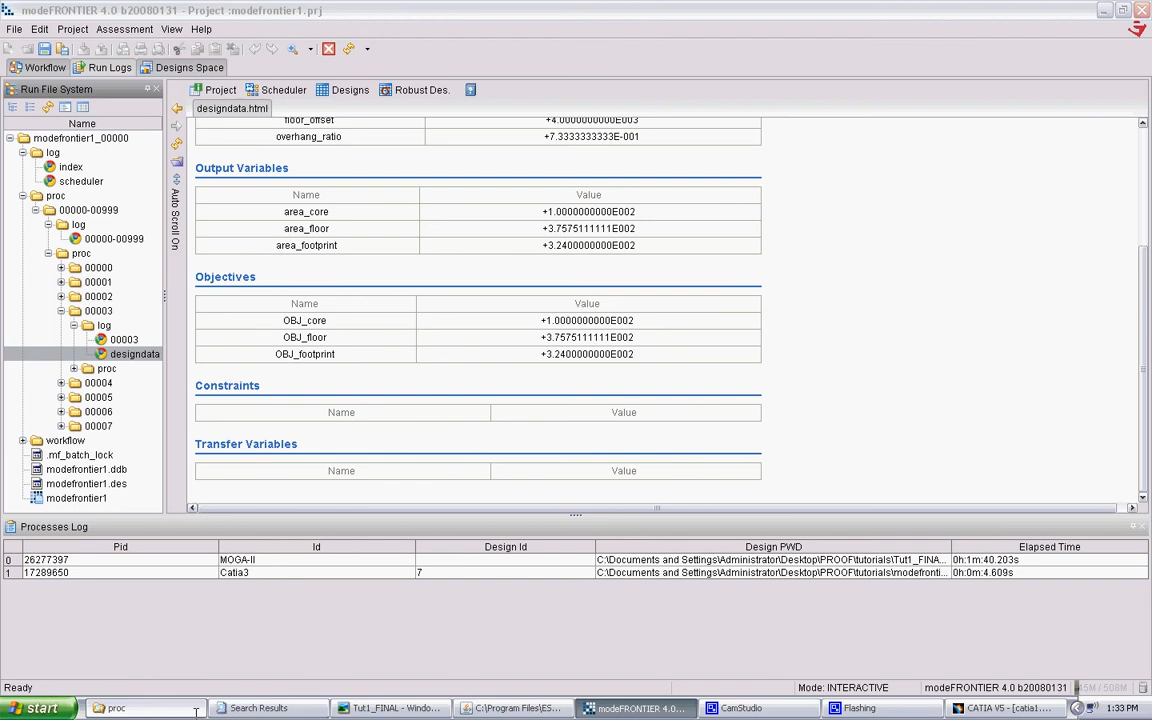 modeFRONTIER 4.0 b20080131 - Project :modefrontier1.prj
File Edit Project Assessment View Help
Workflow Run Logs Designs Space
Run File System
Project Scheduler Designs Robust Des.
designdata.html
Name
modefrontier1_00000
log
index
scheduler
proc
00000-00999
log
00000-00999
proc
00000
00001
00002
00003
log
00003
designdata
proc
00004
00005
00006
00007
workflow
.mf_batch_lock
modefrontier1.ddb
modefrontier1.des
modefrontier1
Auto Scroll On
floor_offset +4.0000000000E003
overhang_ratio +7.3333333333E-001
Output Variables
Name Value
area_core +1.0000000000E002
area_floor +3.7575111111E002
area_footprint +3.2400000000E002
Objectives
Name Value
OBJ_core +1.0000000000E002
OBJ_floor +3.7575111111E002
OBJ_footprint +3.2400000000E002
Constraints
Name Value
Transfer Variables
Name Value
Processes Log
Pid Id Design Id Design PWD Elapsed Time
0 26277397 MOGA-II C:\Documents and Settings\Administrator\Desktop\PROOF\tutorials\Tut1_FINA... 0h:1m:40.203s
1 17289650 Catia3 7 C:\Documents and Settings\Administrator\Desktop\PROOF\tutorials\modefronti... 0h:0m:4.609s
Ready Mode: INTERACTIVE modeFRONTIER 4.0 b20080131 45M / 508M
start proc Search Results Tut1_FINAL - Windo... C:\Program Files\ES... modeFRONTIER 4.0... CamStudio Flashing CATIA V5 - [catia1.... 1:33 PM